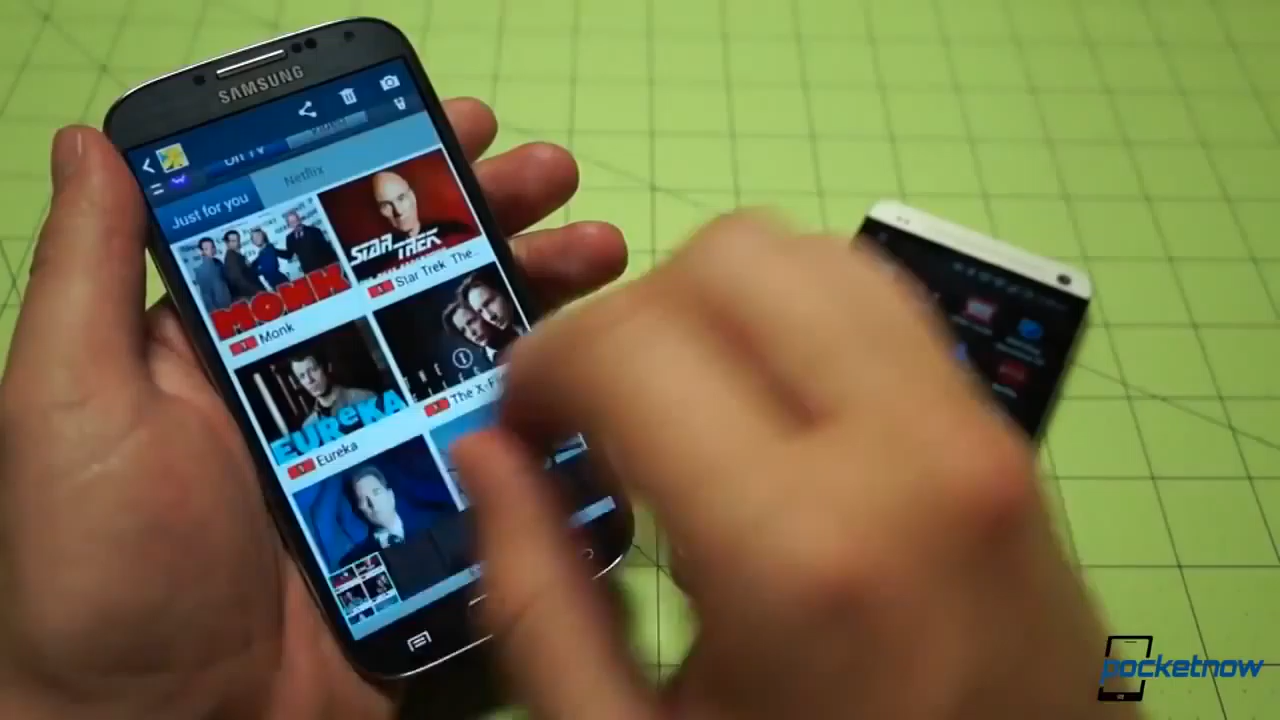 SAMSUNG
On TV
Netflix
Just for you
STAR TREK
Star Trek The...
MONK
Monk
THE
The X-Fi
EUReKA
Eureka
pocketnow